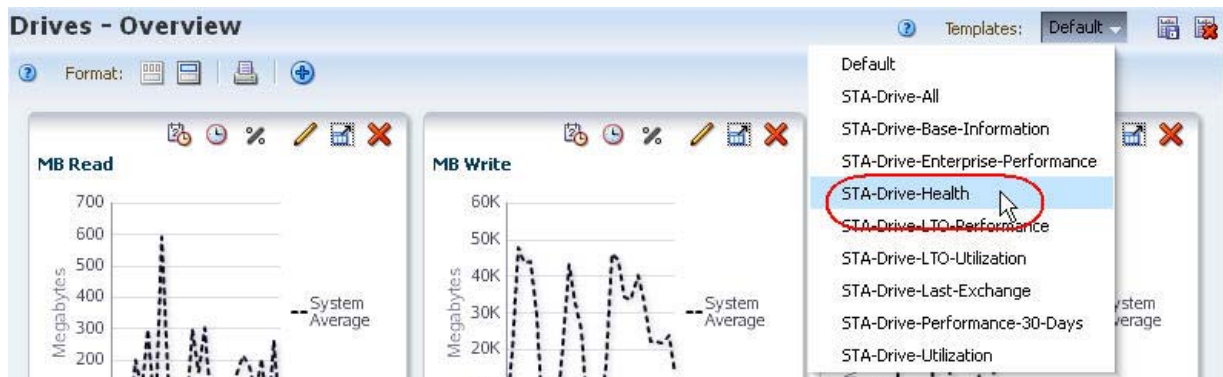 Drives - Overview
Templates: Default
Format:
Default
STA-Drive-All
STA-Drive-Base-Information
STA-Drive-Enterprise-Performance
STA-Drive-Health
STA-Drive-LTO-Performance
STA-Drive-LTO-Utilization
STA-Drive-Last-Exchange
STA-Drive-Performance-30-Days
STA-Drive-Utilization
MB Read
700
600
500
400
300
200
Megabytes
System
Average
MB Write
60K
50K
40K
30K
20K
Megabytes
System
Average